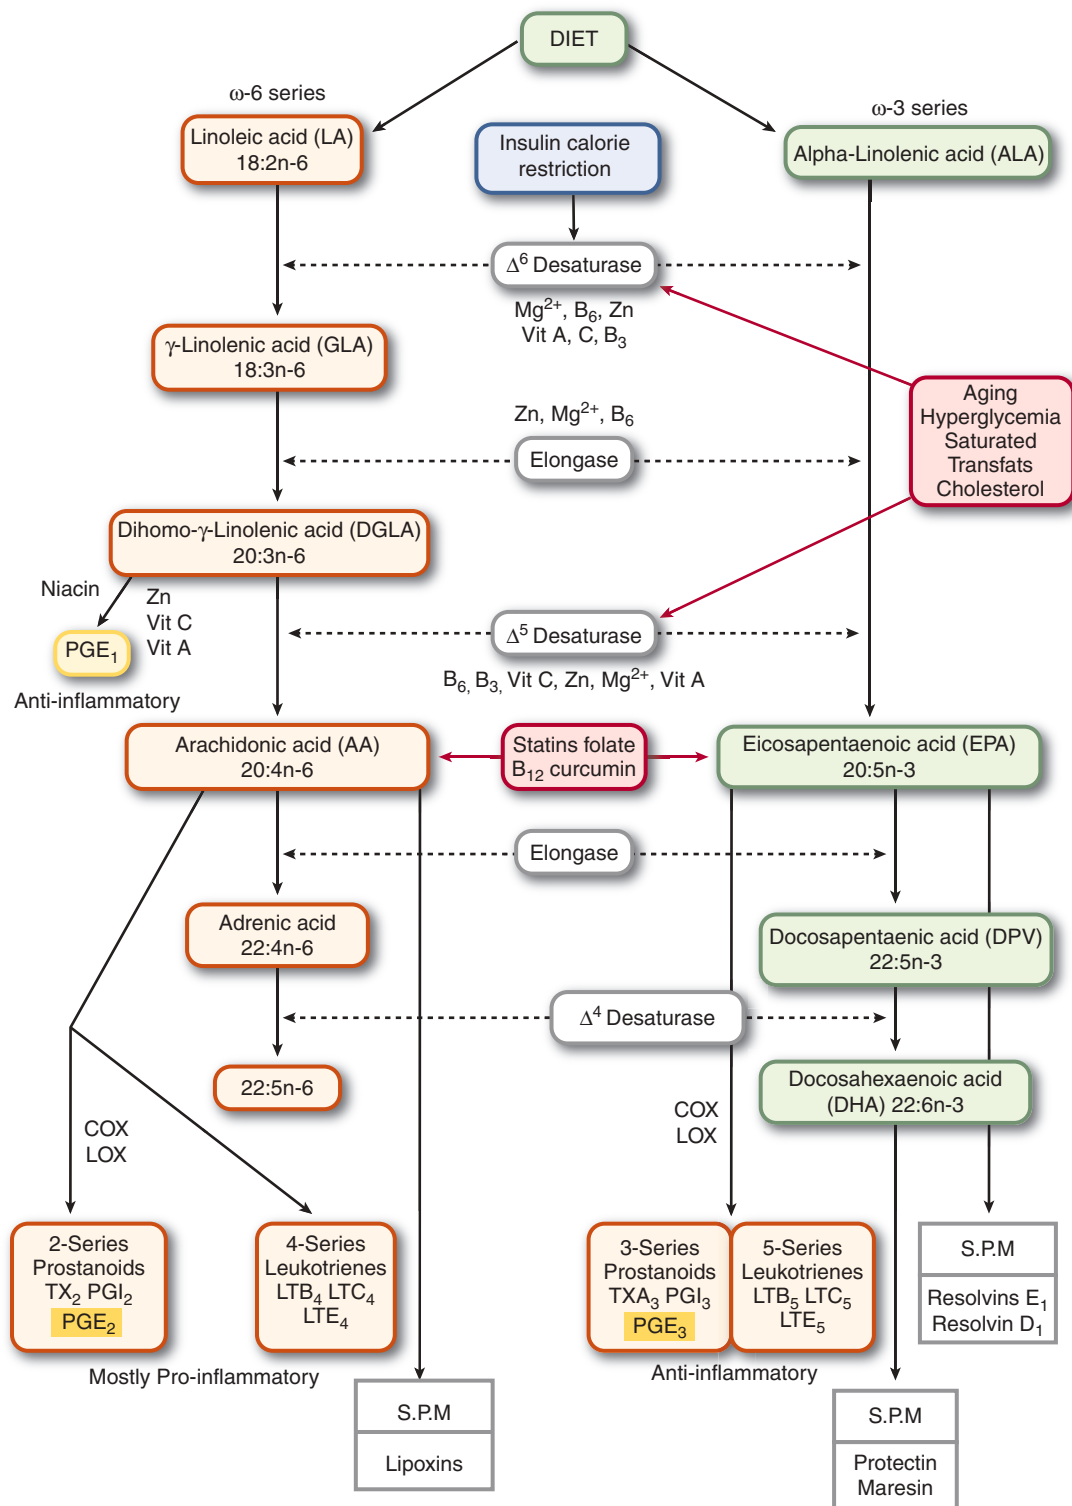 DIET
ω-6 series
Linoleic acid (LA)
18:2n-6
Insulin calorie
restriction
ω-3 series
Alpha-Linolenic acid (ALA)
Δ⁶ Desaturase
Mg²⁺, B₆, Zn
Vit A, C, B₃
γ-Linolenic acid (GLA)
18:3n-6
Aging
Hyperglycemia
Saturated
Transfats
Cholesterol
Zn, Mg²⁺, B₆
Elongase
Dihomo-γ-Linolenic acid (DGLA)
20:3n-6
Niacin
Zn
Vit C
Vit A
PGE₁
Anti-inflammatory
Δ⁵ Desaturase
B₆, B₃, Vit C, Zn, Mg²⁺, Vit A
Arachidonic acid (AA)
20:4n-6
Statins folate
B₁₂ curcumin
Eicosapentaenoic acid (EPA)
20:5n-3
Elongase
Adrenic acid
22:4n-6
Docosapentaenic acid (DPV)
22:5n-3
Δ⁴ Desaturase
22:5n-6
Docosahexaenoic acid
(DHA) 22:6n-3
COX
LOX
COX
LOX
2-Series
Prostanoids
TX₂ PGI₂
PGE₂
4-Series
Leukotrienes
LTB₄ LTC₄
LTE₄
Mostly Pro-inflammatory
3-Series
Prostanoids
TXA₃ PGI₃
PGE₃
5-Series
Leukotrienes
LTB₅ LTC₅
LTE₅
Anti-inflammatory
S.P.M
Resolvins E₁
Resolvin D₁
S.P.M
Lipoxins
S.P.M
Protectin
Maresin